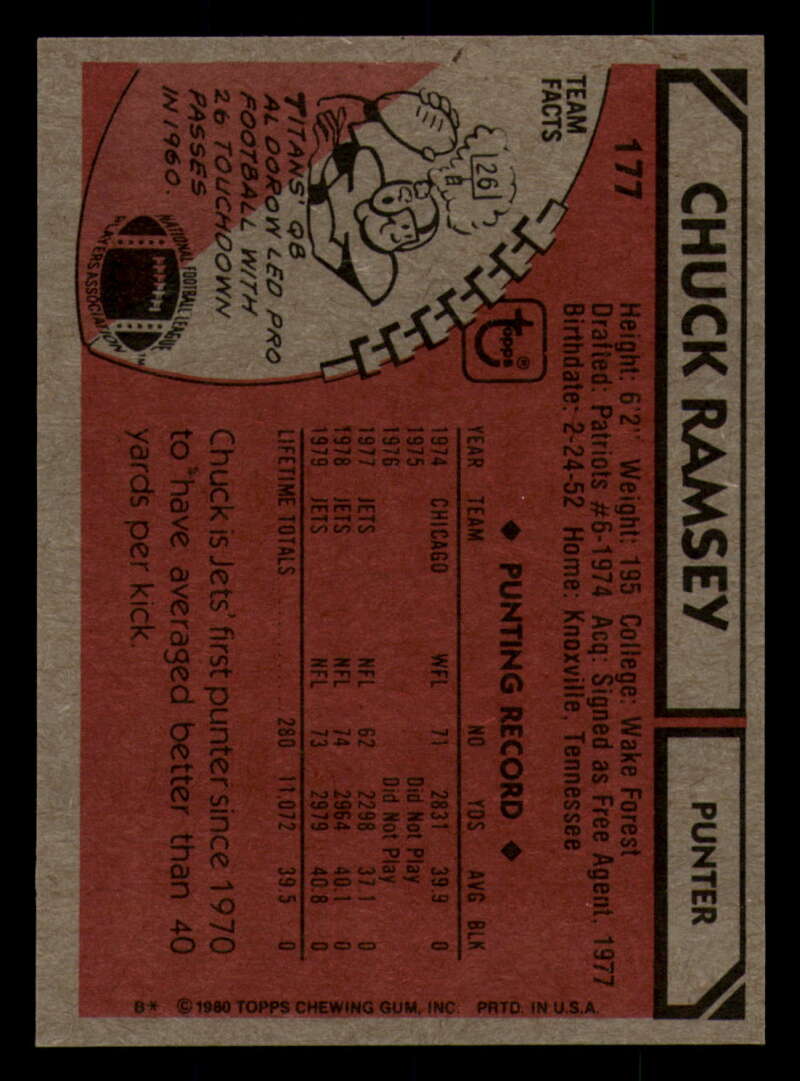 CHUCK RAMSEY
PUNTER
177
Height: 6'2" Weight: 195 College: Wake Forest
Drafted: Patriots #6-1974 Acq: Signed as Free Agent, 1977
Birthdate: 2-24-52 Home: Knoxville, Tennessee
TEAM
FACTS
26
TITANS' QB
AL DOROW LED PRO
FOOTBALL WITH
26 TOUCHDOWN
PASSES
IN 1960.
NATIONAL FOOTBALL LEAGUE
PLAYERS ASSOCIATION™
topps®
◆ PUNTING RECORD ◆
YEAR TEAM NO YDS AVG BLK
1974 CHICAGO WFL 71 2831 39.9 0
1975 Did Not Play
1976 Did Not Play
1977 JETS NFL 62 2298 37.1 0
1978 JETS NFL 74 2964 40.1 0
1979 JETS NFL 73 2979 40.8 0
LIFETIME TOTALS 280 11,072 39.5 0
Chuck is Jets' first punter since 1970
to have averaged better than 40
yards per kick.
B* © 1980 TOPPS CHEWING GUM, INC. PRTD. IN U.S.A.